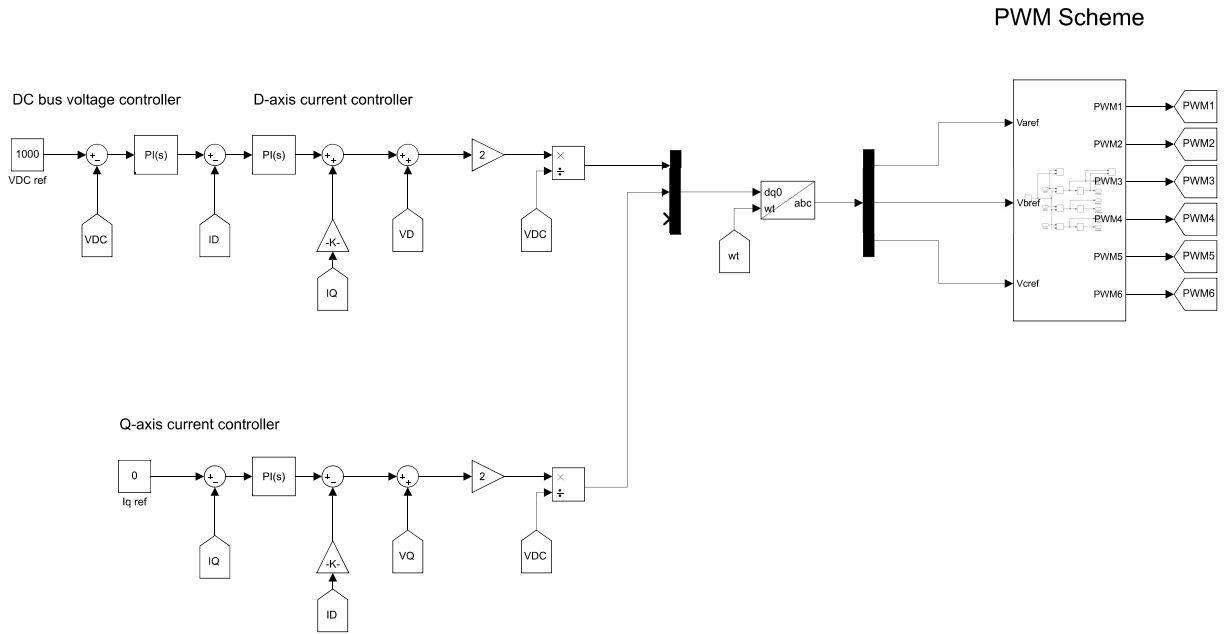 PWM Scheme
DC bus voltage controller
D-axis current controller
1000
VDC ref
+
−
PI(s)
+
−
PI(s)
+
+
+
+
2
×
÷
VDC
ID
-K-
IQ
VD
VDC
dq0
wt
abc
wt
Varef
Vbref
Vcref
PWM1
PWM2
PWM3
PWM4
PWM5
PWM6
PWM1
PWM2
PWM3
PWM4
PWM5
PWM6
Q-axis current controller
0
Iq ref
+
−
PI(s)
+
−
+
+
2
×
÷
IQ
-K-
ID
VQ
VDC